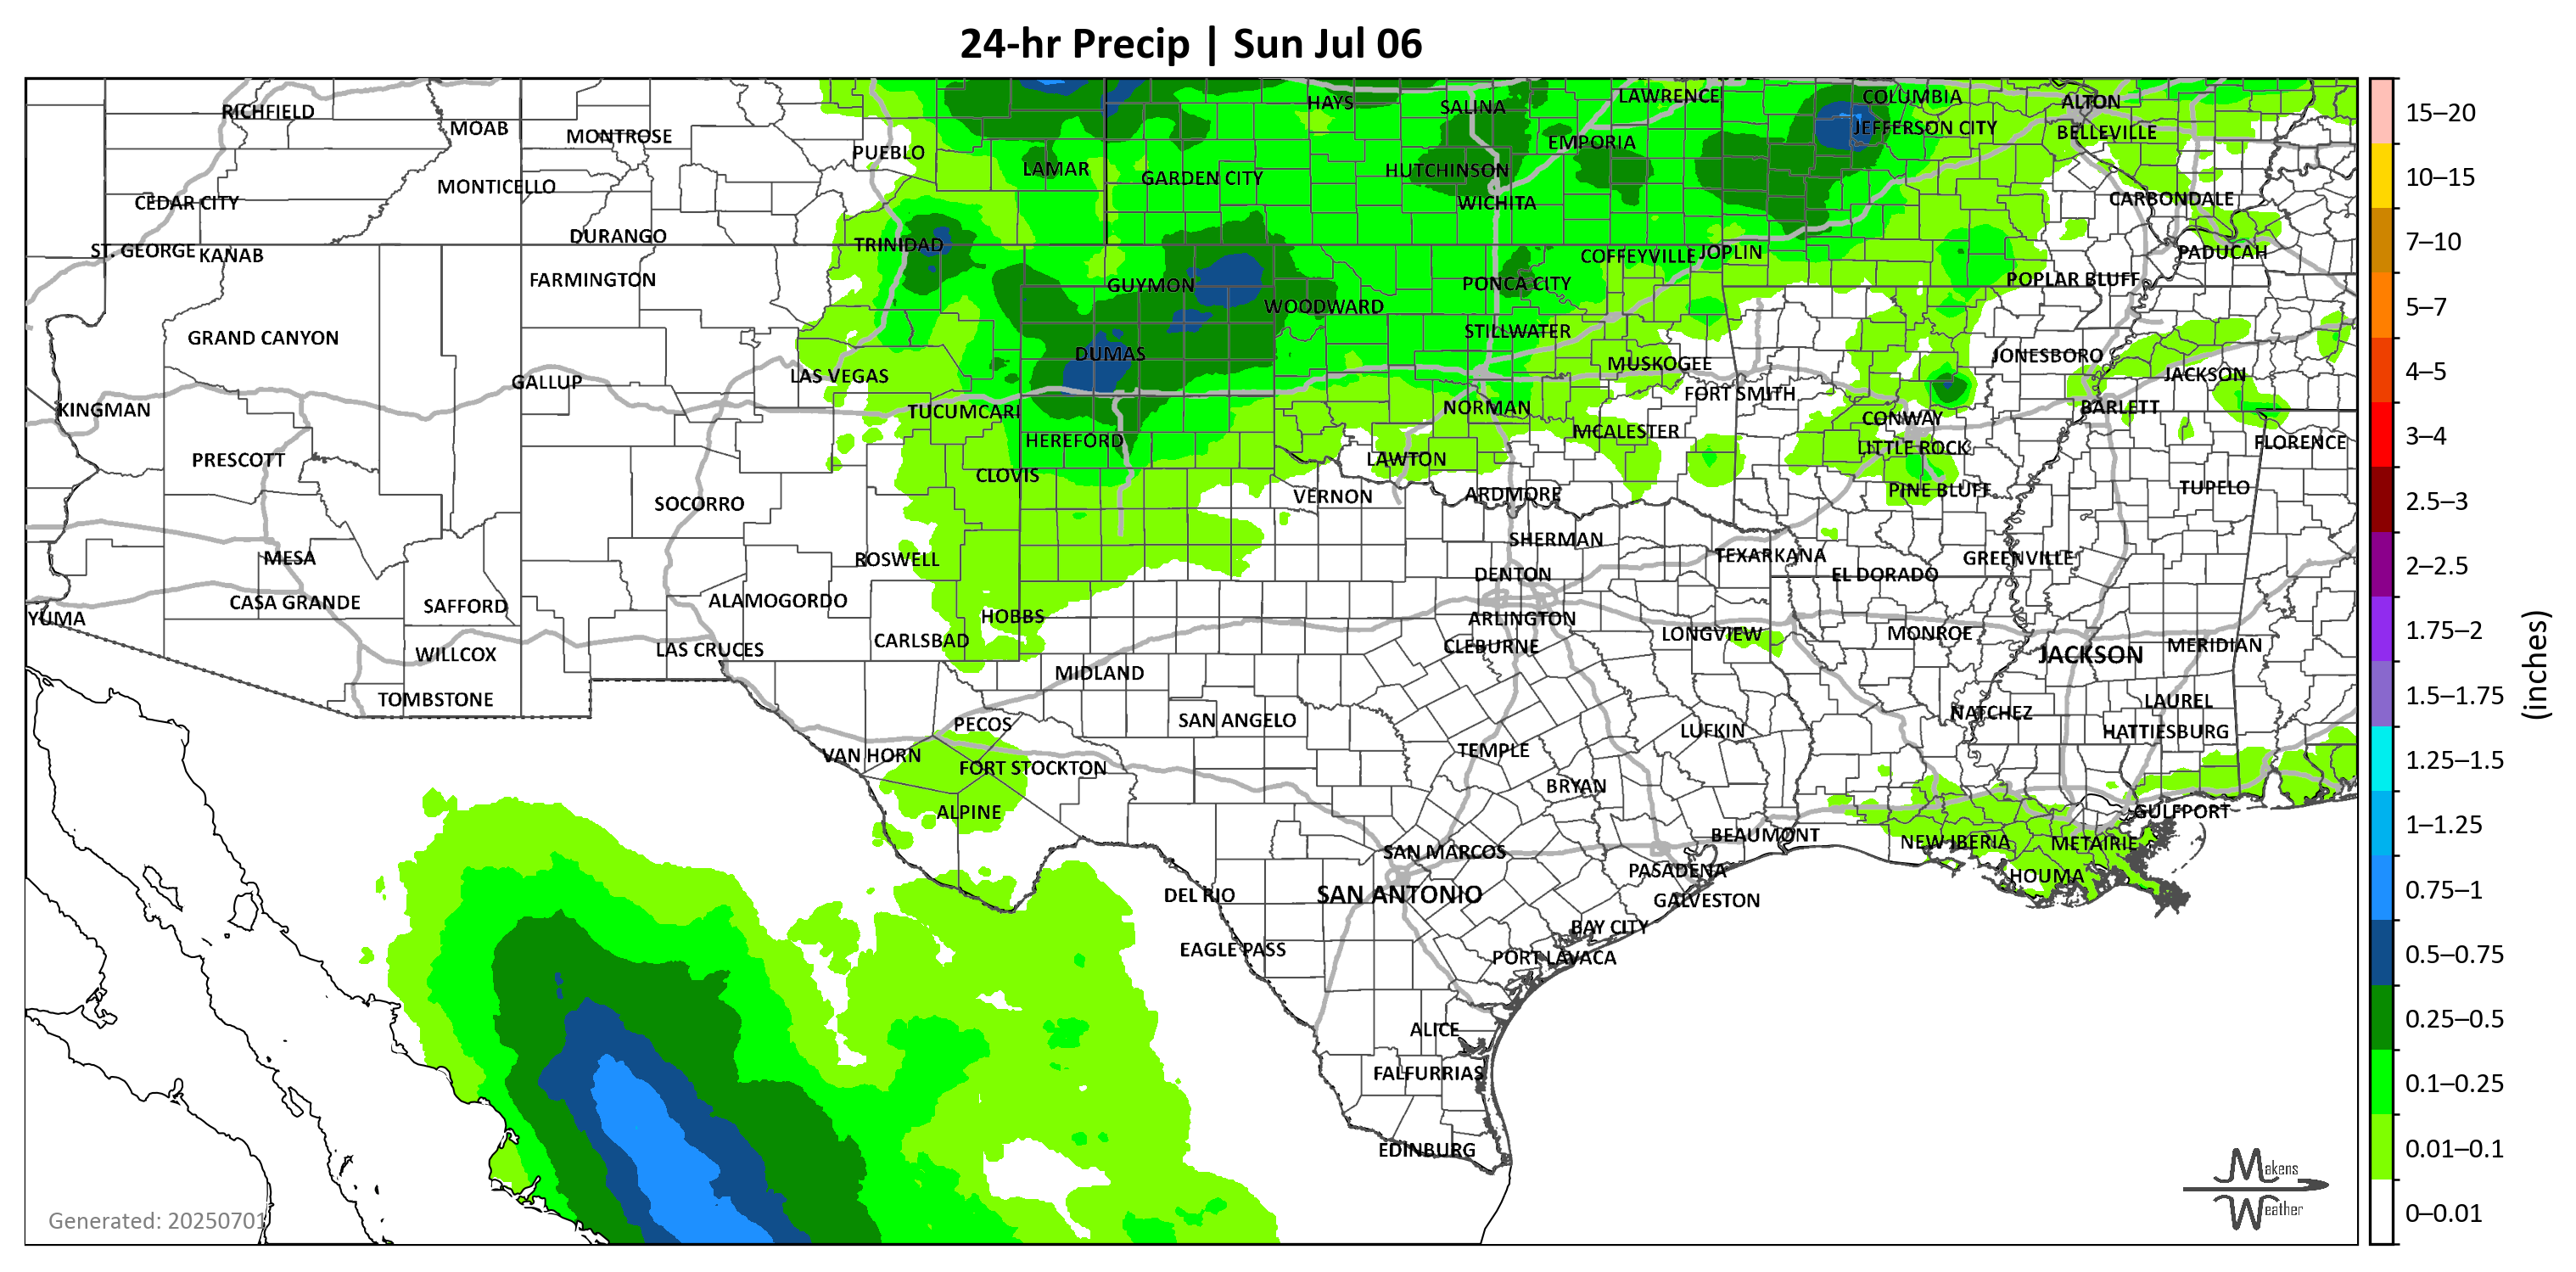 24-hr Precip | Sun Jul 06
RICHFIELD
MOAB
MONTROSE
PUEBLO
LAMAR
GARDEN CITY
HAYS
SALINA
LAWRENCE
COLUMBIA
ALTON
JEFFERSON CITY
BELLEVILLE
EMPORIA
HUTCHINSON
WICHITA
CEDAR CITY
MONTICELLO
CARBONDALE
ST. GEORGE
KANAB
DURANGO
TRINIDAD
COFFEYVILLE
JOPLIN
PADUCAH
FARMINGTON
GUYMON
PONCA CITY
POPLAR BLUFF
WOODWARD
STILLWATER
GRAND CANYON
DUMAS
MUSKOGEE
JONESBORO
GALLUP
LAS VEGAS
FORT SMITH
JACKSON
KINGMAN
TUCUMCARI
NORMAN
CONWAY
BARLETT
HEREFORD
MCALESTER
LITTLE ROCK
FLORENCE
PRESCOTT
CLOVIS
LAWTON
SOCORRO
VERNON
ARDMORE
PINE BLUFF
TUPELO
MESA
ROSWELL
SHERMAN
TEXARKANA
GREENVILLE
DENTON
EL DORADO
CASA GRANDE
SAFFORD
ALAMOGORDO
YUMA
HOBBS
ARLINGTON
CARLSBAD
CLEBURNE
LONGVIEW
MONROE
WILLCOX
LAS CRUCES
JACKSON
MERIDIAN
MIDLAND
TOMBSTONE
LAUREL
PECOS
SAN ANGELO
NATCHEZ
LUFKIN
HATTIESBURG
VAN HORN
TEMPLE
FORT STOCKTON
BRYAN
ALPINE
GULFPORT
BEAUMONT
NEW IBERIA
METAIRIE
SAN MARCOS
PASADENA
HOUMA
DEL RIO
SAN ANTONIO
GALVESTON
BAY CITY
EAGLE PASS
PORT LAVACA
ALICE
FALFURRIAS
EDINBURG
Generated: 20250701
Makens
Weather
15–20
10–15
7–10
5–7
4–5
3–4
2.5–3
2–2.5
1.75–2
1.5–1.75
1.25–1.5
1–1.25
0.75–1
0.5–0.75
0.25–0.5
0.1–0.25
0.01–0.1
0–0.01
(inches)